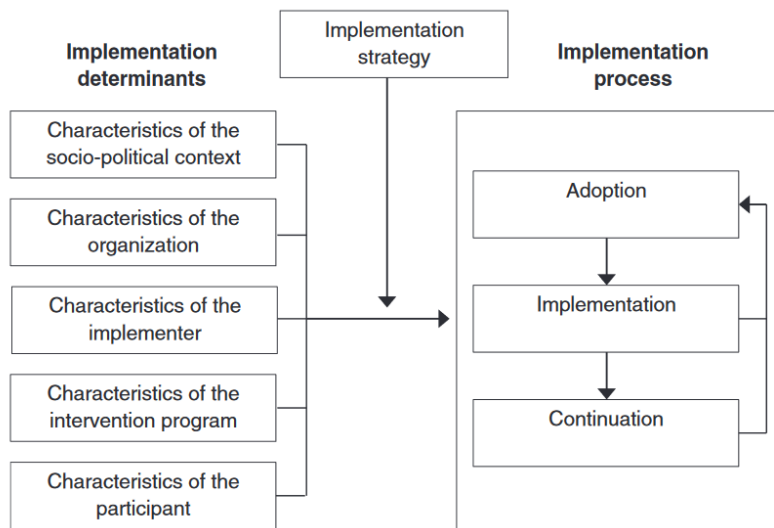 Implementation
determinants
Implementation
strategy
Implementation
process
Characteristics of the
socio-political context
Characteristics of the
organization
Characteristics of the
implementer
Characteristics of the
intervention program
Characteristics of the
participant
Adoption
Implementation
Continuation